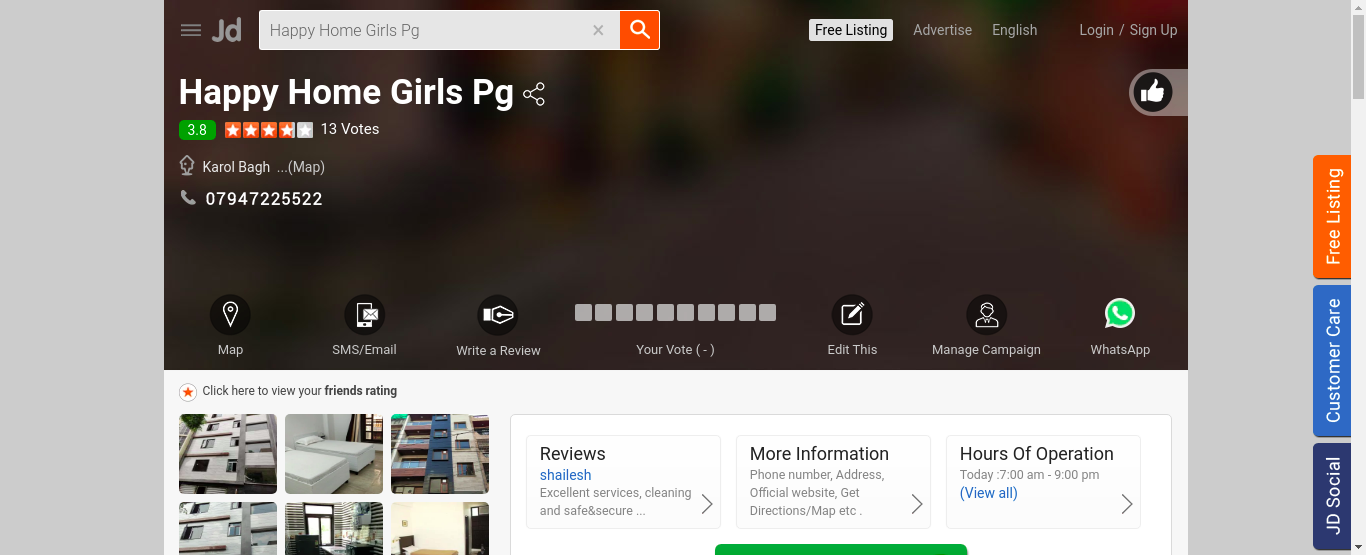 Jd
Happy Home Girls Pg
Free Listing
Advertise
English
Login / Sign Up
Happy Home Girls Pg
3.8
13 Votes
Karol Bagh ...(Map)
07947225522
Map
SMS/Email
Write a Review
Your Vote ( - )
Edit This
Manage Campaign
WhatsApp
Click here to view your friends rating
Reviews
shailesh
Excellent services, cleaning
and safe&secure ...
More Information
Phone number, Address,
Official website, Get
Directions/Map etc .
Hours Of Operation
Today :7:00 am - 9:00 pm
(View all)
Free Listing
Customer Care
JD Social